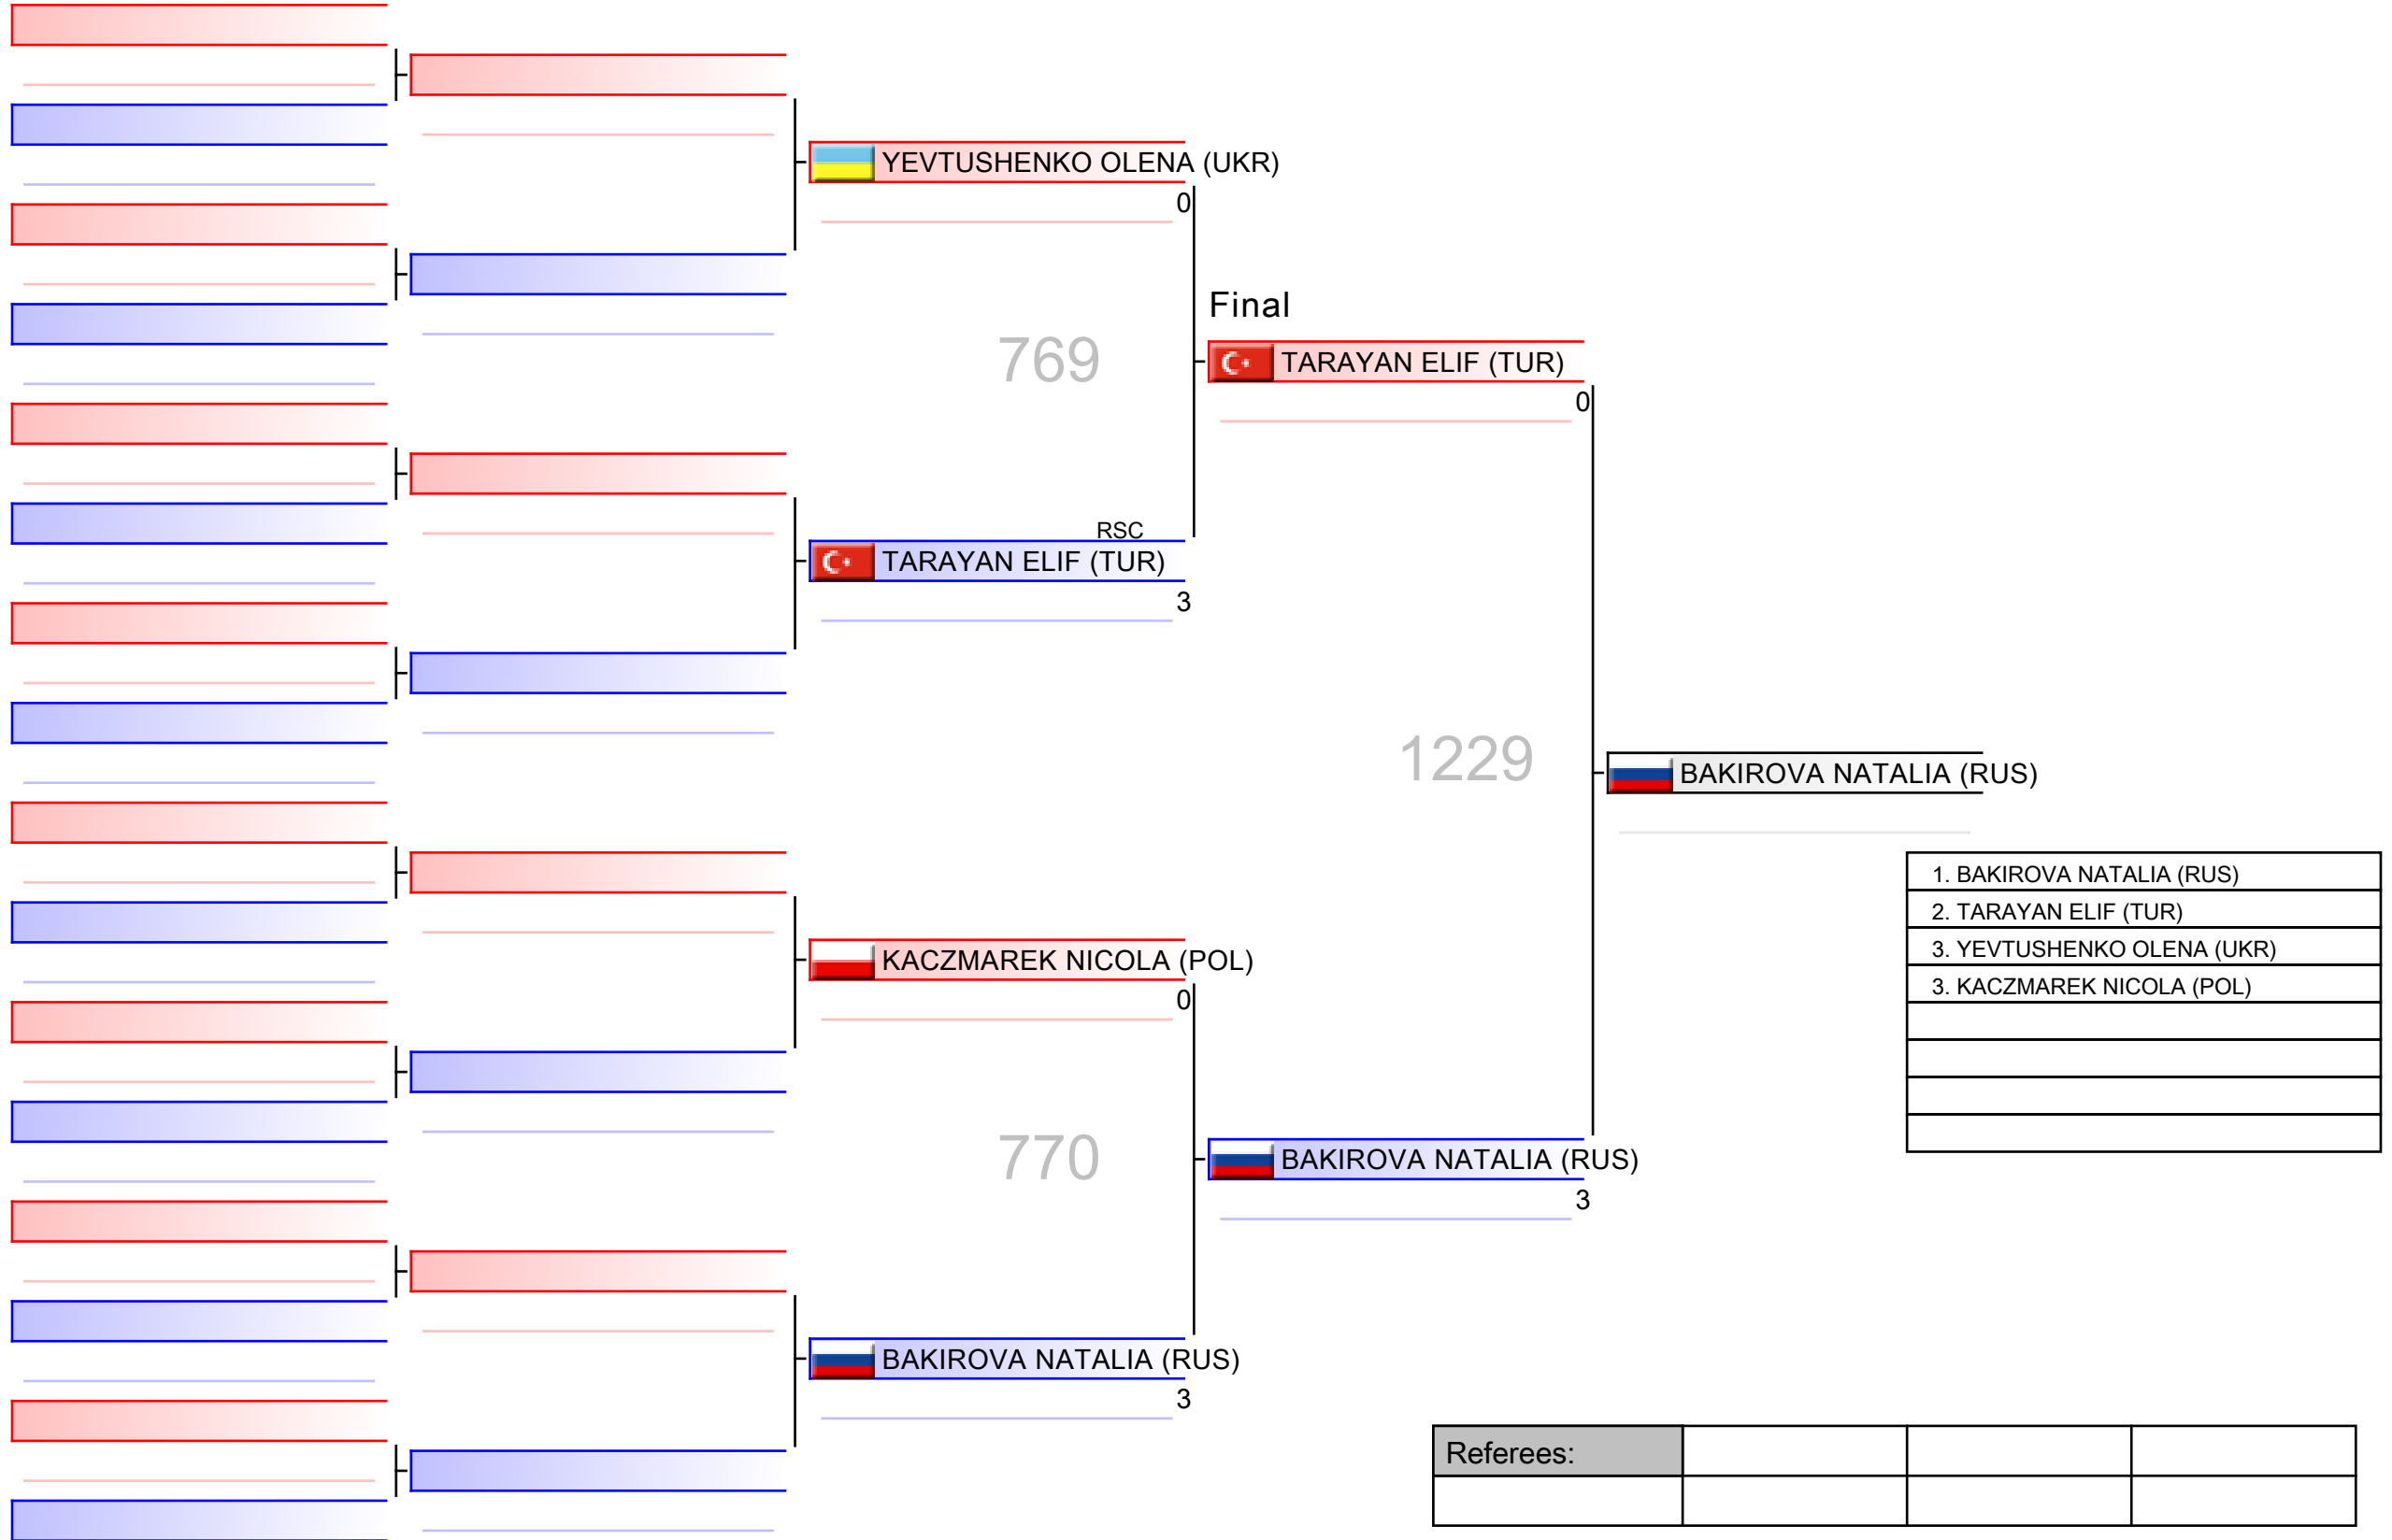 YEVTUSHENKO OLENA (UKR)
0
Final
769
TARAYAN ELIF (TUR)
0
RSC
TARAYAN ELIF (TUR)
3
1229
BAKIROVA NATALIA (RUS)
1. BAKIROVA NATALIA (RUS)
2. TARAYAN ELIF (TUR)
3. YEVTUSHENKO OLENA (UKR)
3. KACZMAREK NICOLA (POL)
KACZMAREK NICOLA (POL)
0
770
BAKIROVA NATALIA (RUS)
3
BAKIROVA NATALIA (RUS)
3
Referees: